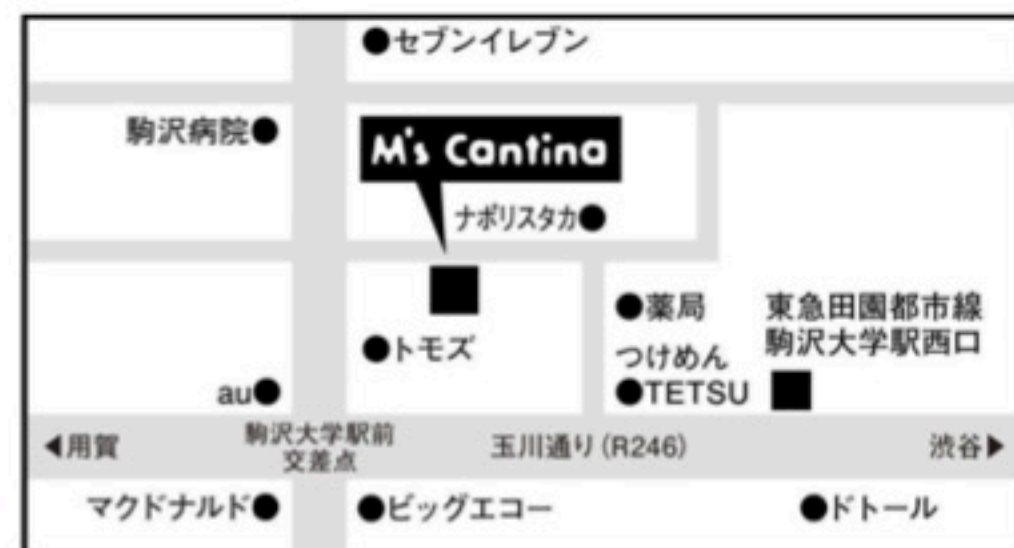 ●セブンイレブン
駒沢病院●
M's Cantina
ナポリスタカ●
●薬局
東急田園都市線
駒沢大学駅西口
●トモズ
つけめん
●TETSU
au●
◀用賀
駒沢大学駅前
交差点
玉川通り(R246)
渋谷▶
マクドナルド●
●ビッグエコー
●ドトール